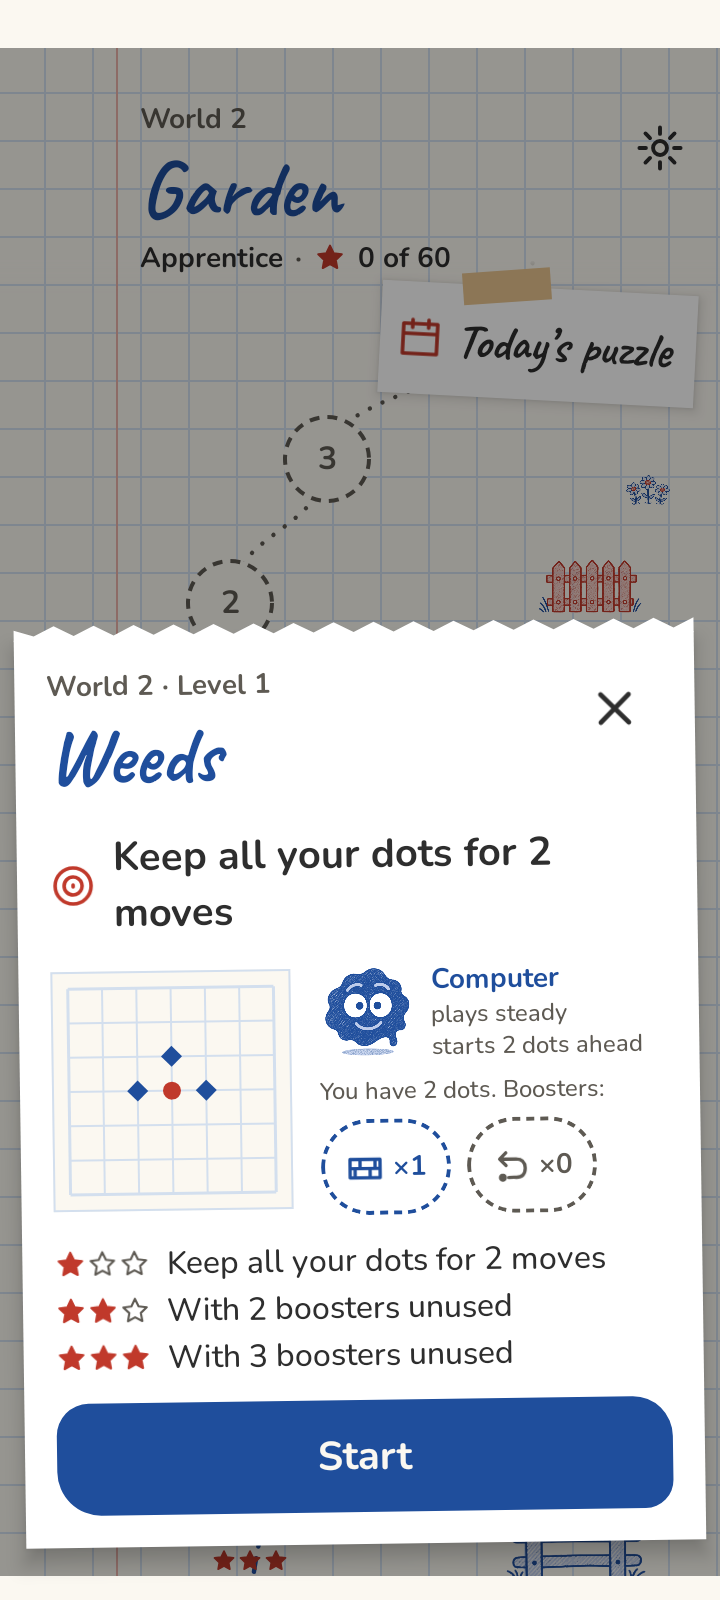 World 2
Garden
Apprentice · 0 of 60
Today's puzzle
3
2
World 2 · Level 1
Weeds
Keep all your dots for 2
moves
Computer
plays steady
starts 2 dots ahead
You have 2 dots. Boosters:
×1
×0
Keep all your dots for 2 moves
With 2 boosters unused
With 3 boosters unused
Start